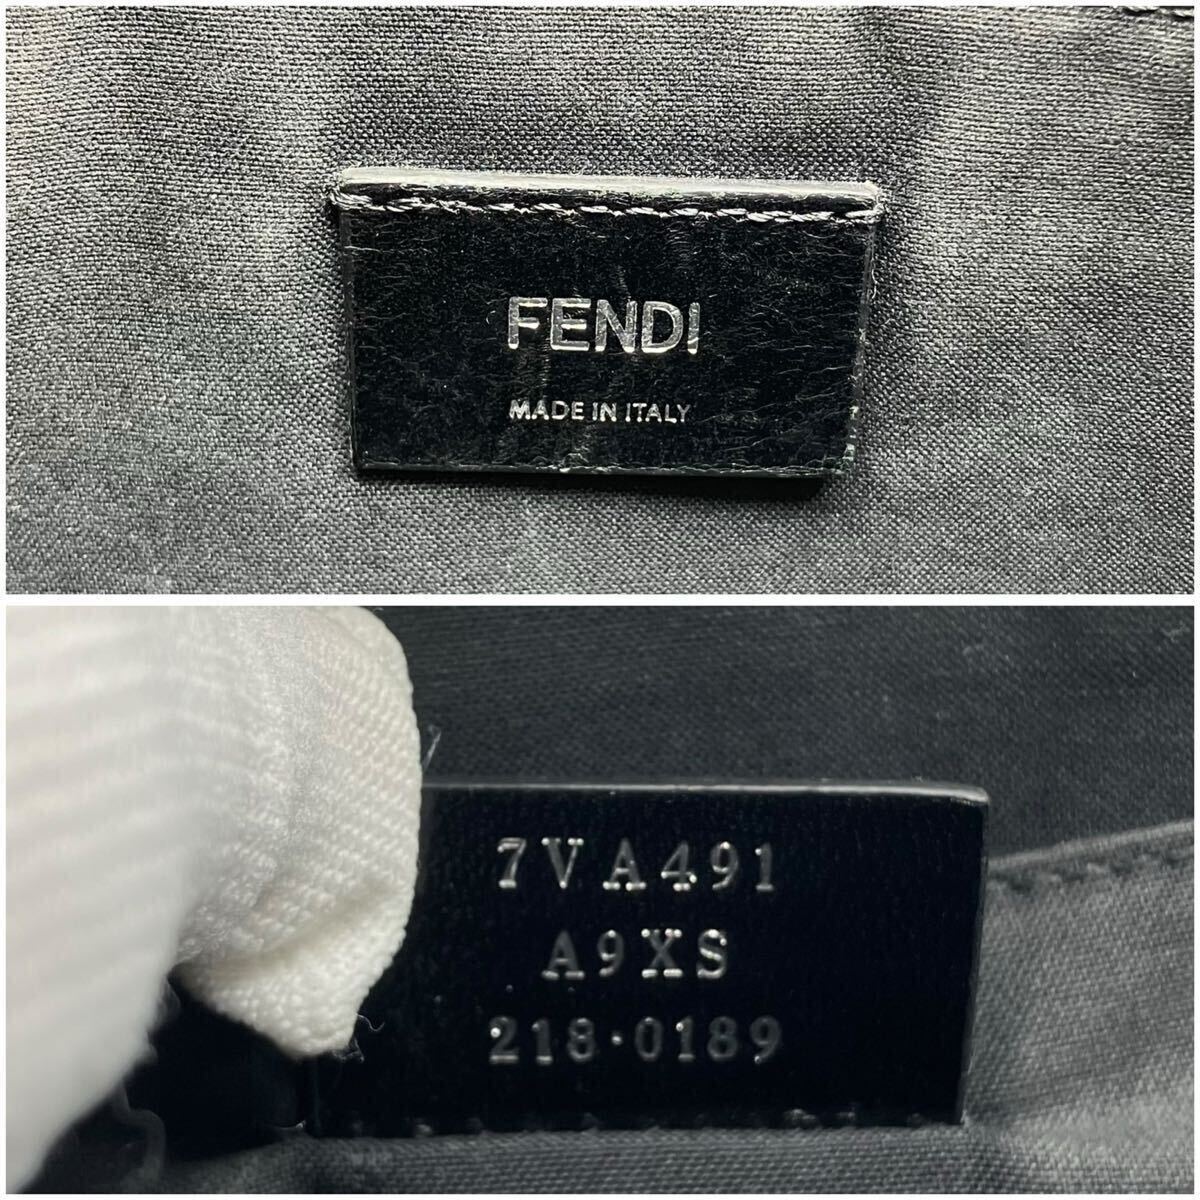 FENDI
MADE IN ITALY
7VA491
A9XS
218·0189